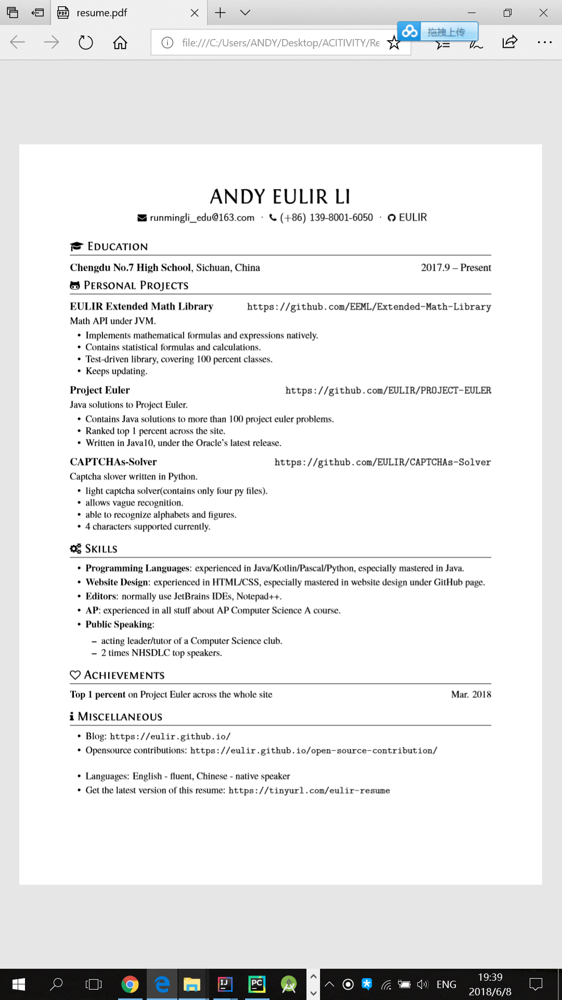 resume.pdf
file:///C:/Users/ANDY/Desktop/ACITIVITY/Re
拖拽上传
ANDY EULIR LI
runmingli_edu@163.com · (+86) 139-8001-6050 · EULIR
EDUCATION
Chengdu No.7 High School, Sichuan, China 2017.9 – Present
PERSONAL PROJECTS
EULIR Extended Math Library https://github.com/EEML/Extended-Math-Library
Math API under JVM.
• Implements mathematical formulas and expressions natively.
• Contains statistical formulas and calculations.
• Test-driven library, covering 100 percent classes.
• Keeps updating.
Project Euler https://github.com/EULIR/PROJECT-EULER
Java solutions to Project Euler.
• Contains Java solutions to more than 100 project euler problems.
• Ranked top 1 percent across the site.
• Written in Java10, under the Oracle's latest release.
CAPTCHAs-Solver https://github.com/EULIR/CAPTCHAs-Solver
Captcha slover written in Python.
• light captcha solver(contains only four py files).
• allows vague recognition.
• able to recognize alphabets and figures.
• 4 characters supported currently.
SKILLS
• Programming Languages: experienced in Java/Kotlin/Pascal/Python, especially mastered in Java.
• Website Design: experienced in HTML/CSS, especially mastered in website design under GitHub page.
• Editors: normally use JetBrains IDEs, Notepad++.
• AP: experienced in all stuff about AP Computer Science A course.
• Public Speaking:
– acting leader/tutor of a Computer Science club.
– 2 times NHSDLC top speakers.
ACHIEVEMENTS
Top 1 percent on Project Euler across the whole site Mar. 2018
MISCELLANEOUS
• Blog: https://eulir.github.io/
• Opensource contributions: https://eulir.github.io/open-source-contribution/
• Languages: English - fluent, Chinese - native speaker
• Get the latest version of this resume: https://tinyurl.com/eulir-resume
ENG
19:39
2018/6/8